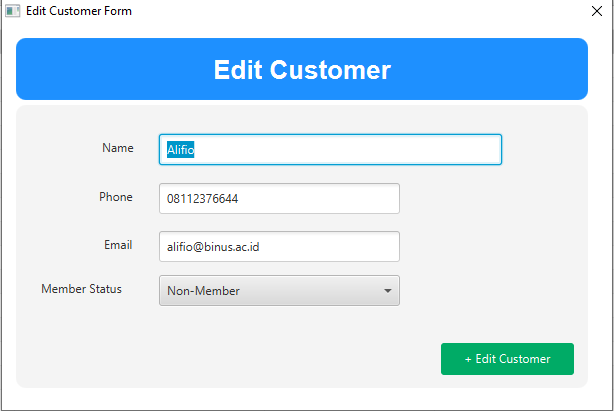 Edit Customer Form
Edit Customer
Name Alifio
Phone 08112376644
Email alifio@binus.ac.id
Member Status Non-Member
+ Edit Customer